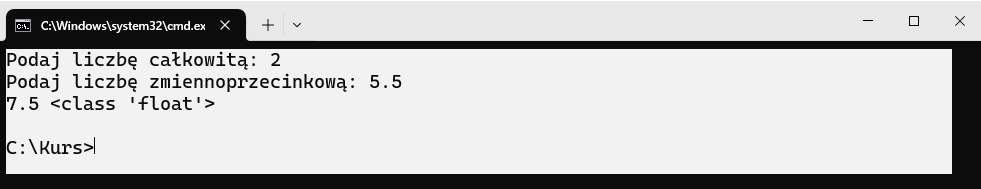 C:\Windows\system32\cmd.ex
Podaj liczbę całkowitą: 2
Podaj liczbę zmiennoprzecinkową: 5.5
7.5 <class 'float'>
C:\Kurs>